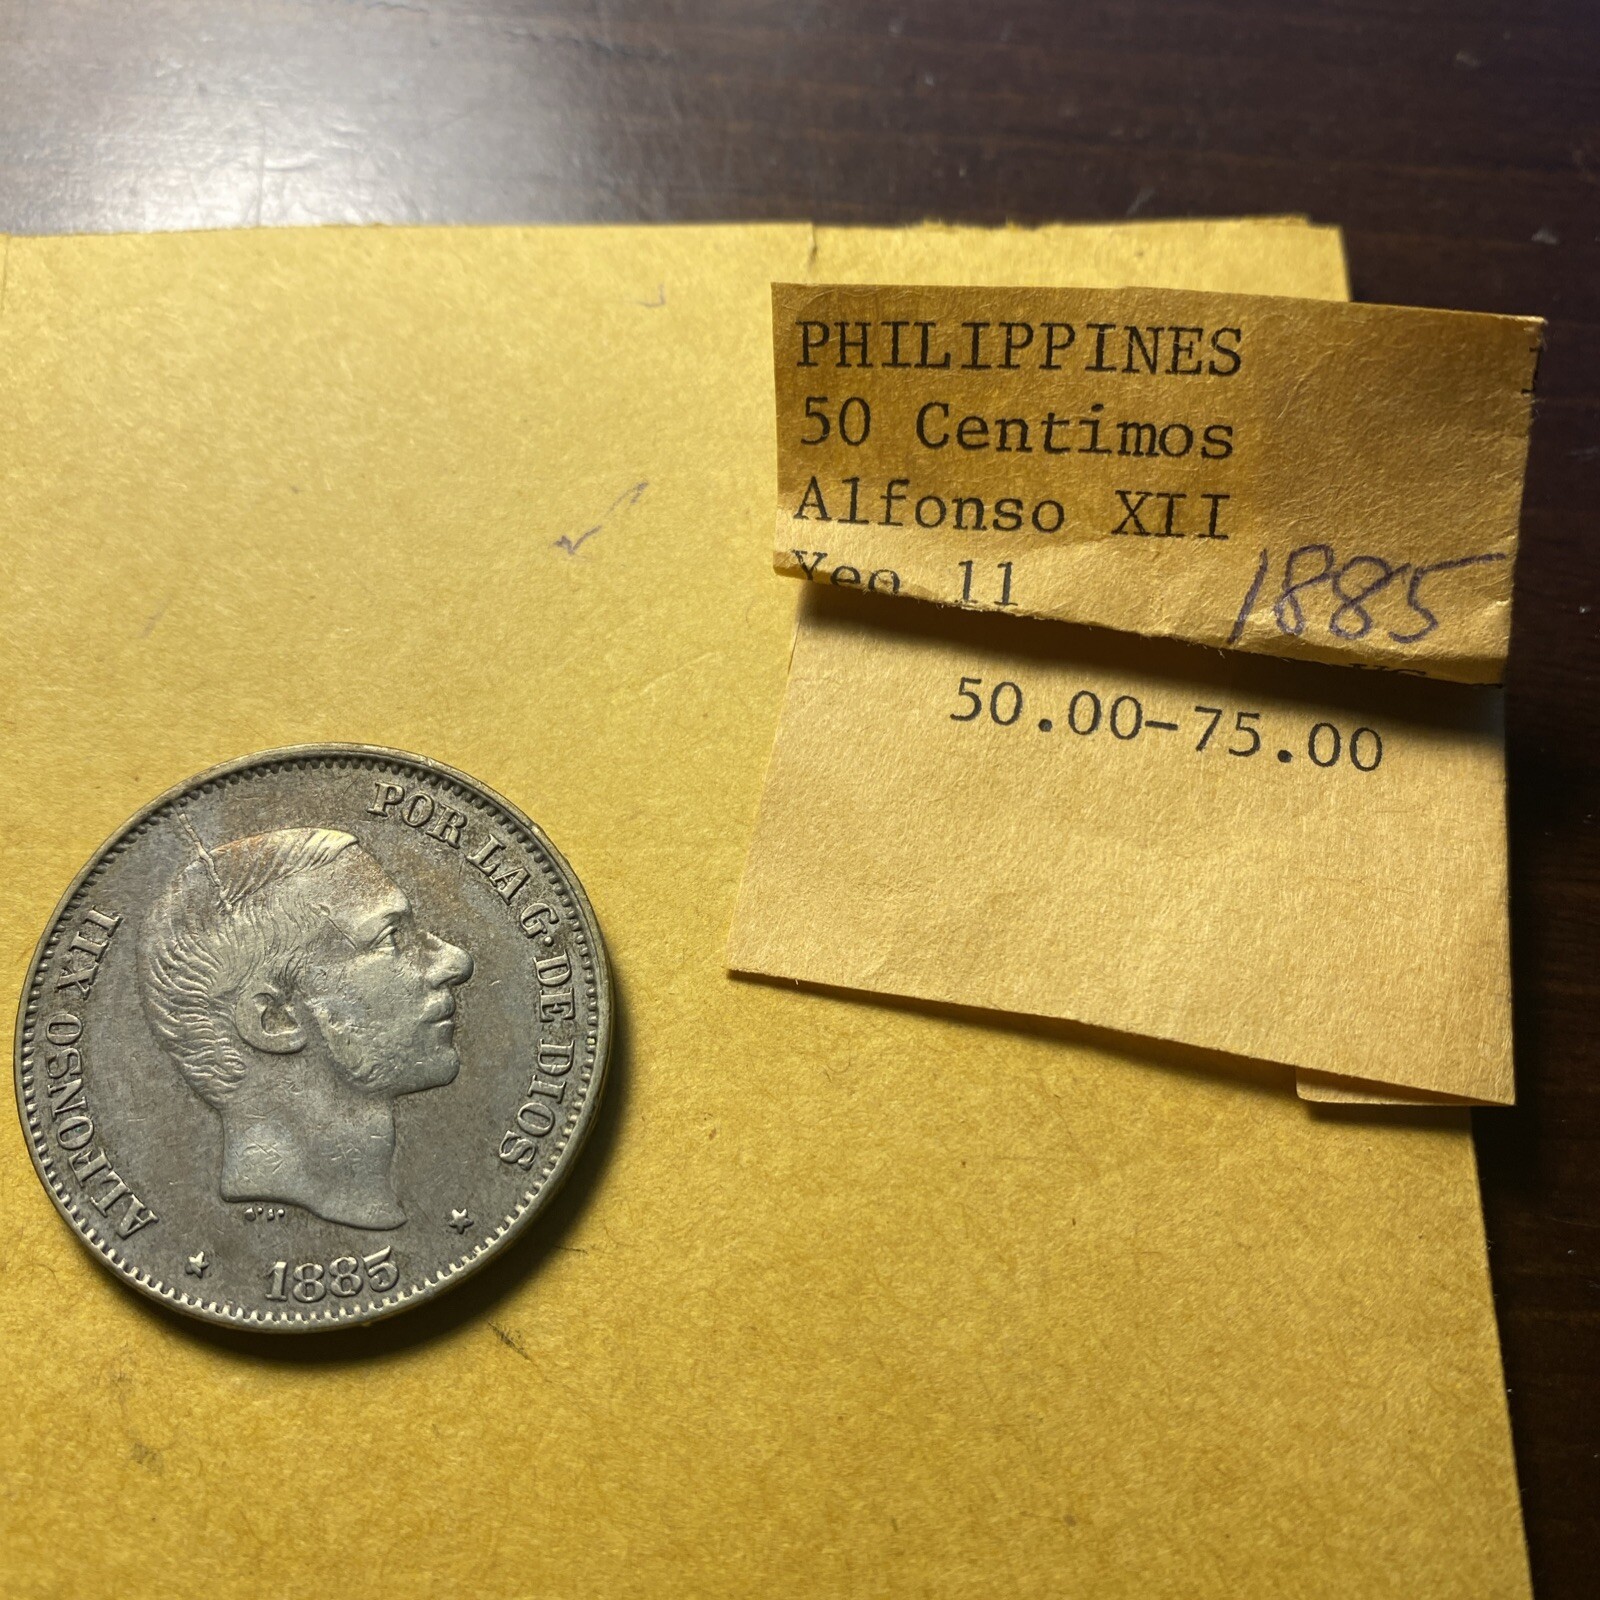 PHILIPPINES
50 Centimos
Alfonso XII
Yeo 11
1885
50.00-75.00
ALFONSO XII POR LA G. DE DIOS
1885